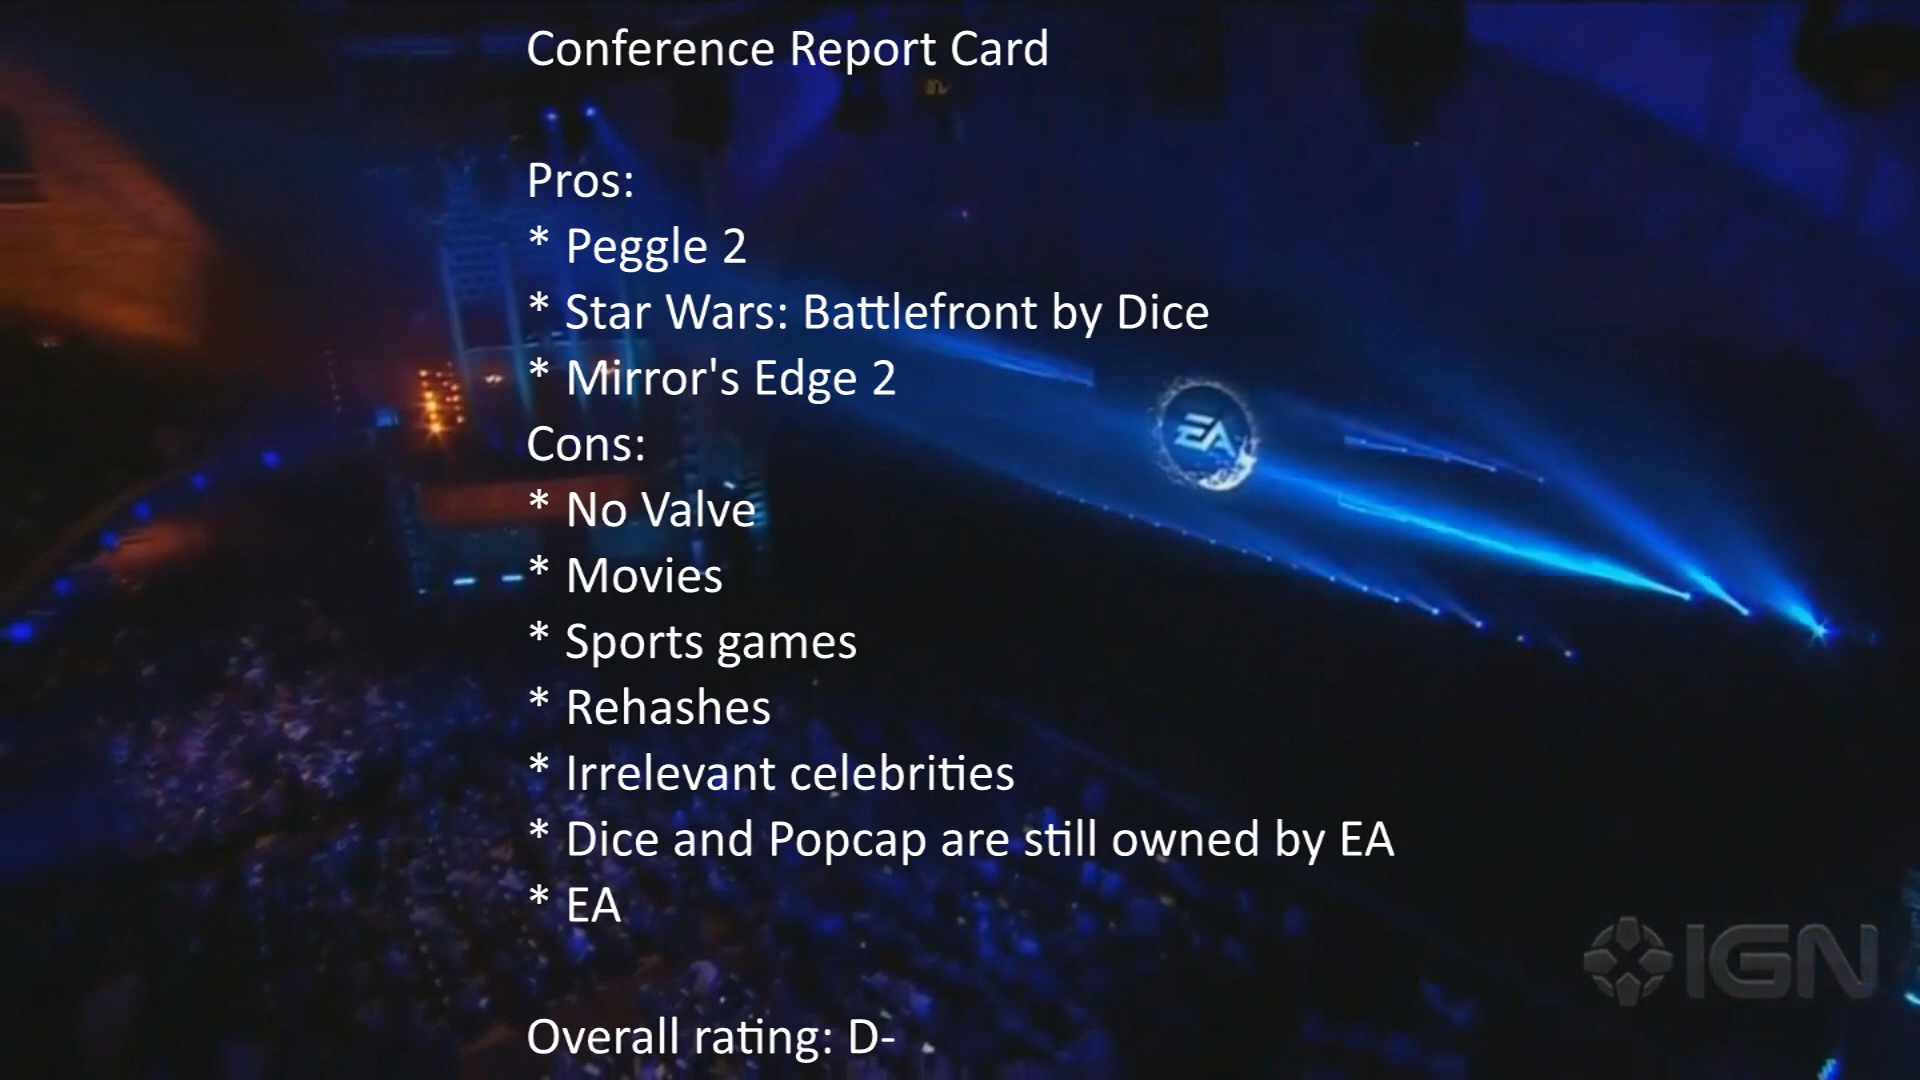 Conference Report Card
Pros:
* Peggle 2
* Star Wars: Battlefront by Dice
* Mirror's Edge 2
Cons:
* No Valve
* Movies
* Sports games
* Rehashes
* Irrelevant celebrities
* Dice and Popcap are still owned by EA
* EA
Overall rating: D-
EA
IGN